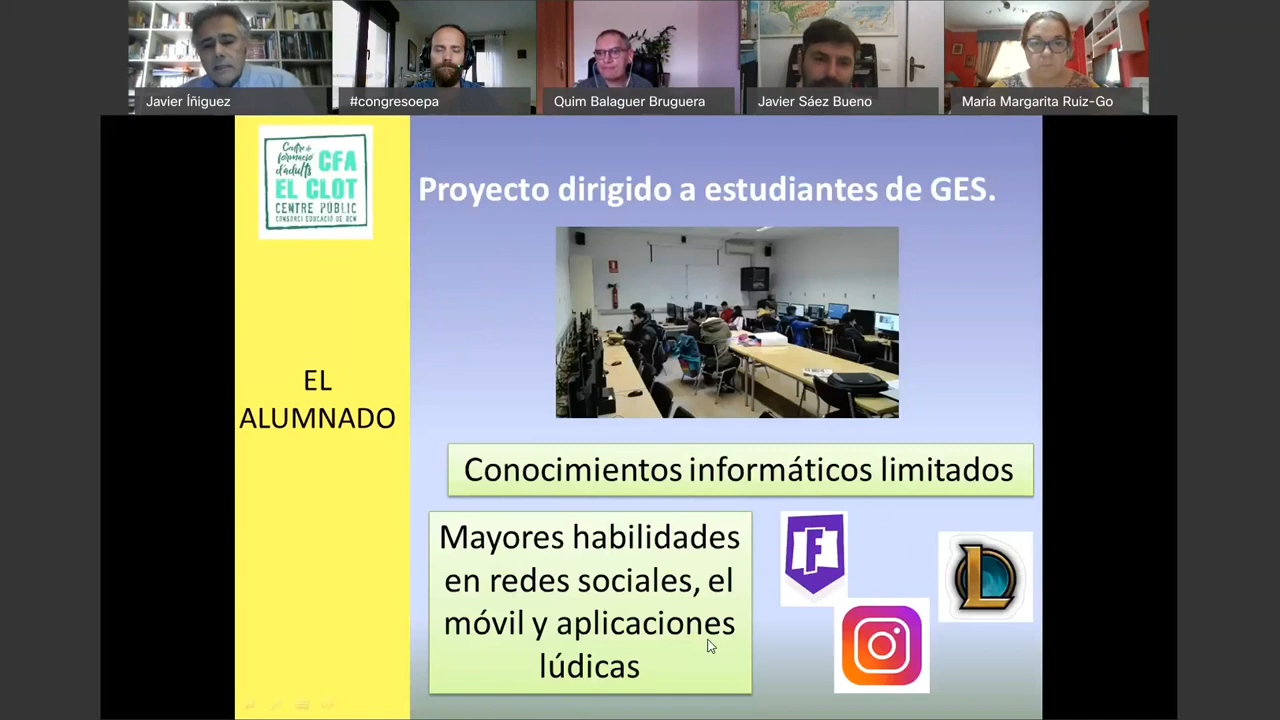 Javier Íñiguez
#congresoepa
Quim Balaguer Bruguera
Javier Sáez Bueno
Maria Margarita Ruiz-Go
Centre de
formació
d'adults
CFA
EL CLOT
CENTRE PÚBLIC
CONSORCI EDUCACIÓ DE BCN
EL
ALUMNADO
Proyecto dirigido a estudiantes de GES.
Conocimientos informáticos limitados
Mayores habilidades
en redes sociales, el
móvil y aplicaciones
lúdicas
F
L